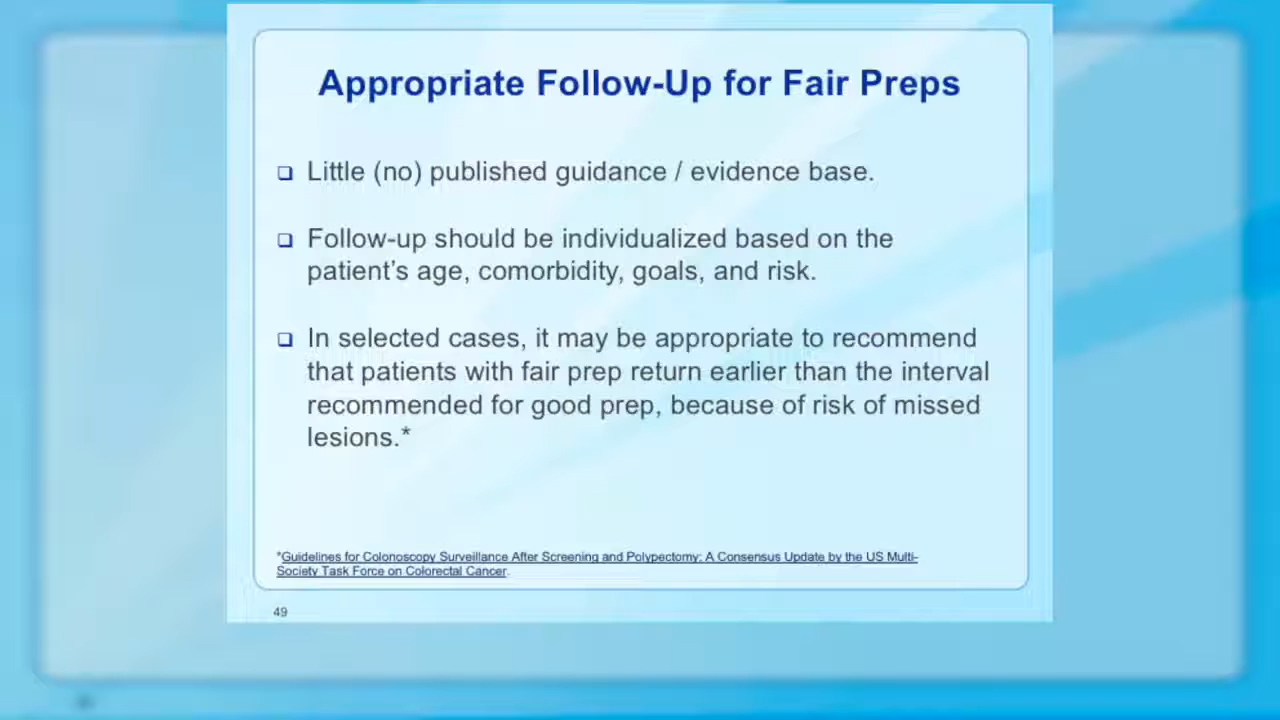 Appropriate Follow-Up for Fair Preps
❑ Little (no) published guidance / evidence base.
❑ Follow-up should be individualized based on the
patient’s age, comorbidity, goals, and risk.
❑ In selected cases, it may be appropriate to recommend
that patients with fair prep return earlier than the interval
recommended for good prep, because of risk of missed
lesions.*
*Guidelines for Colonoscopy Surveillance After Screening and Polypectomy: A Consensus Update by the US Multi-
Society Task Force on Colorectal Cancer.
49